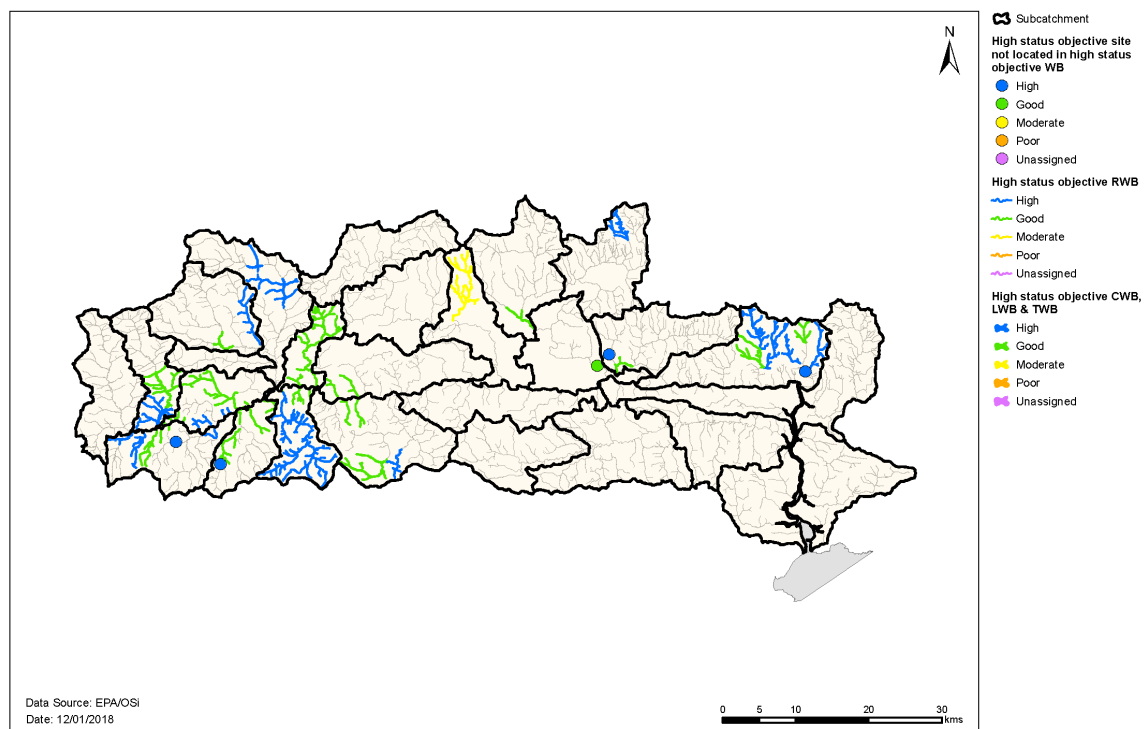 N
Subcatchment
High status objective site
not located in high status
objective WB
High
Good
Moderate
Poor
Unassigned
High status objective RWB
High
Good
Moderate
Poor
Unassigned
High status objective CWB,
LWB & TWB
High
Good
Moderate
Poor
Unassigned
Data Source: EPA/OSi
Date: 12/01/2018
0 5 10 20 30
kms